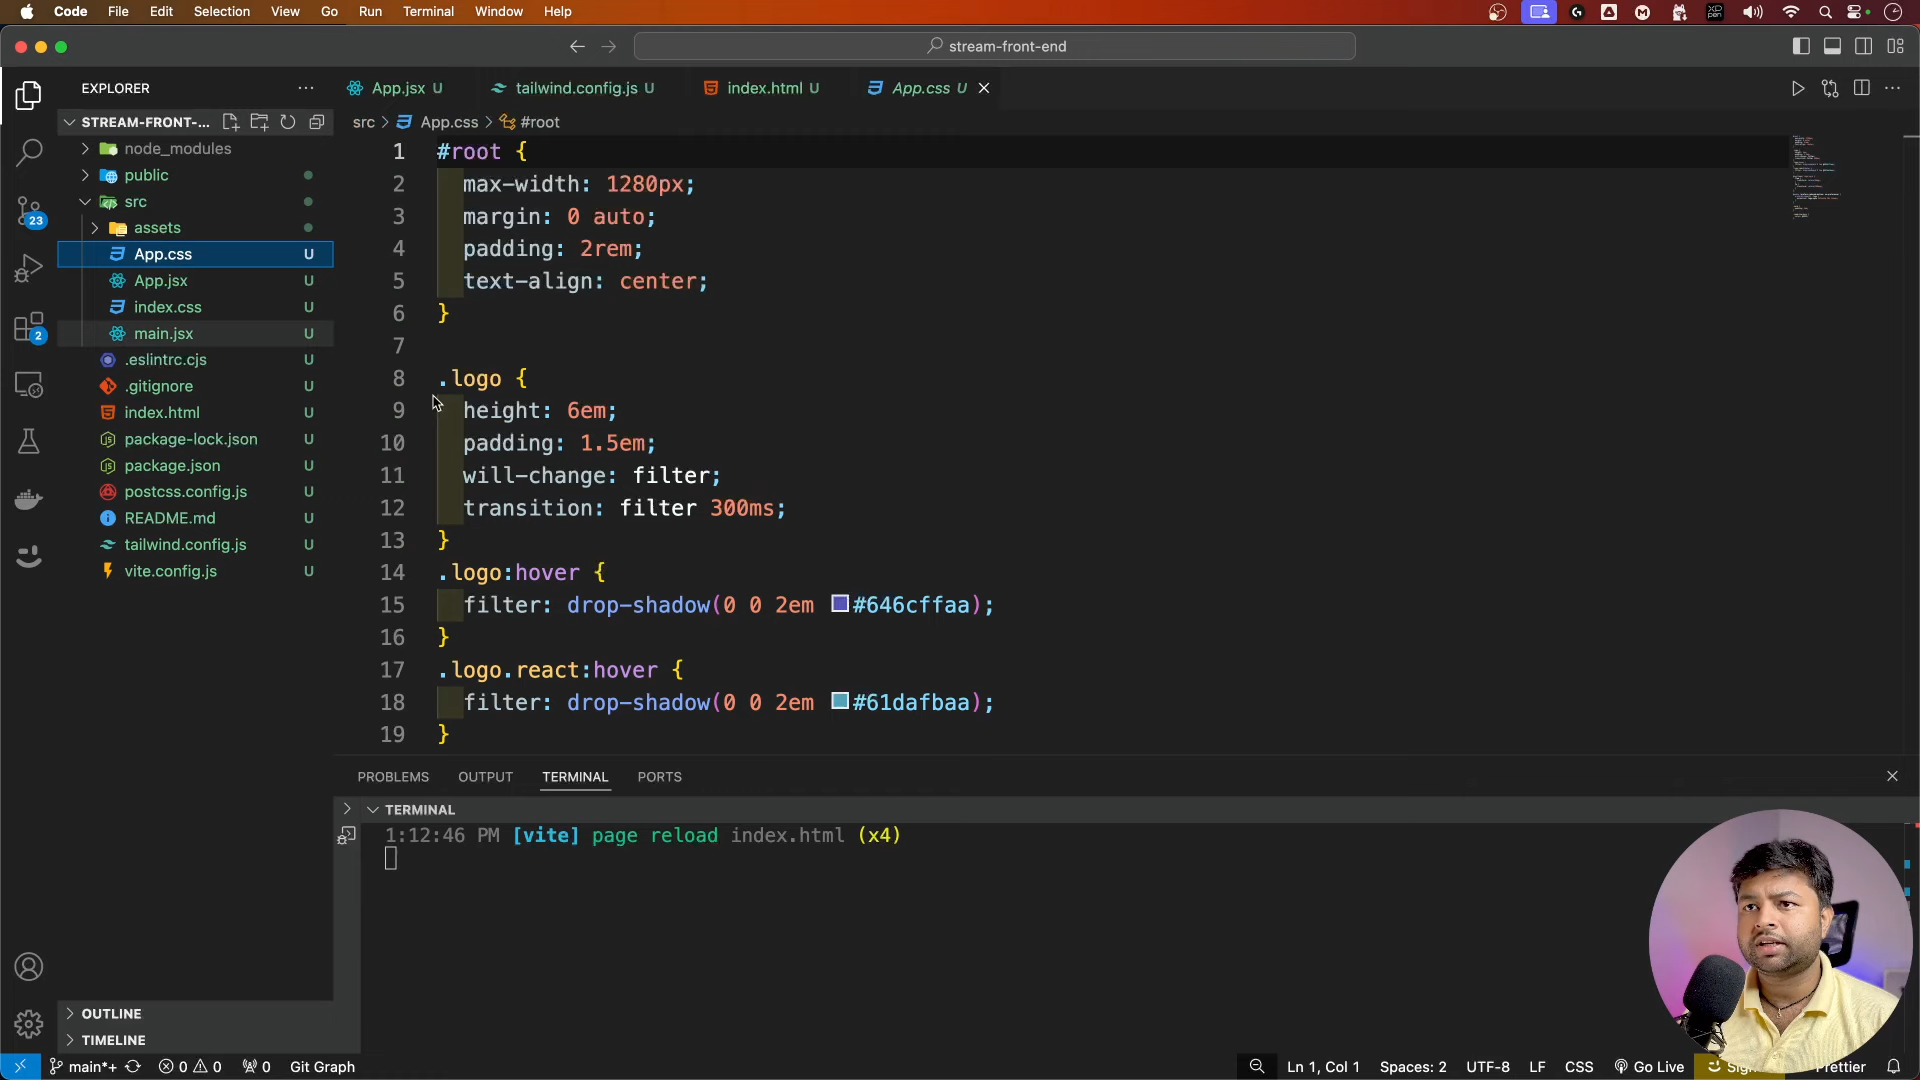 Code File Edit Selection View Go Run Terminal Window Help
stream-front-end
EXPLORER
App.jsx U
tailwind.config.js U
index.html U
App.css U
STREAM-FRONT-...
src > App.css > #root
node_modules
public
src
assets
App.css U
App.jsx U
index.css U
main.jsx U
.eslintrc.cjs U
.gitignore U
index.html U
package-lock.json U
package.json U
postcss.config.js U
README.md U
tailwind.config.js U
vite.config.js U
23
2
1 #root {
2 max-width: 1280px;
3 margin: 0 auto;
4 padding: 2rem;
5 text-align: center;
6 }
7
8 .logo {
9 height: 6em;
10 padding: 1.5em;
11 will-change: filter;
12 transition: filter 300ms;
13 }
14 .logo:hover {
15 filter: drop-shadow(0 0 2em #646cffaa);
16 }
17 .logo.react:hover {
18 filter: drop-shadow(0 0 2em #61dafbaa);
19 }
PROBLEMS OUTPUT TERMINAL PORTS
TERMINAL
1:12:46 PM [vite] page reload index.html (x4)
OUTLINE
TIMELINE
main*+ 0 0 0 Git Graph
Ln 1, Col 1 Spaces: 2 UTF-8 LF CSS Go Live Prettier